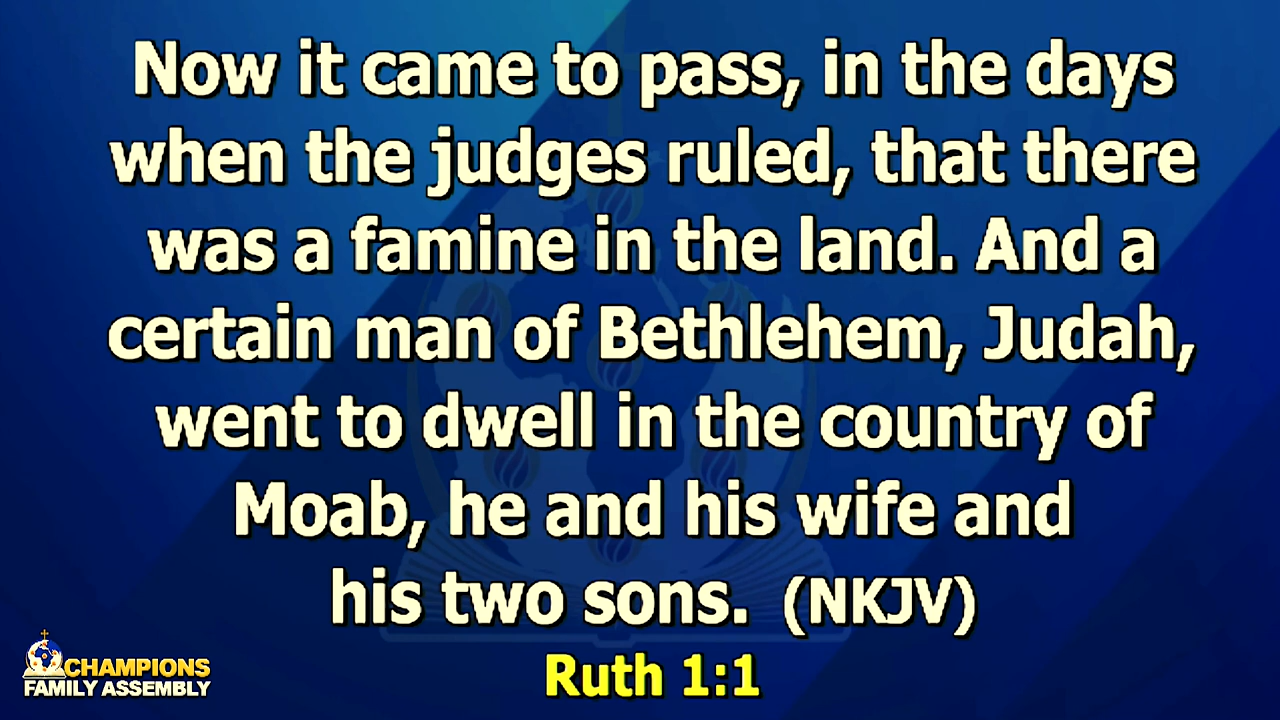 Now it came to pass, in the days
when the judges ruled, that there
was a famine in the land. And a
certain man of Bethlehem, Judah,
went to dwell in the country of
Moab, he and his wife and
his two sons. (NKJV)
Ruth 1:1
CHAMPIONS
FAMILY ASSEMBLY